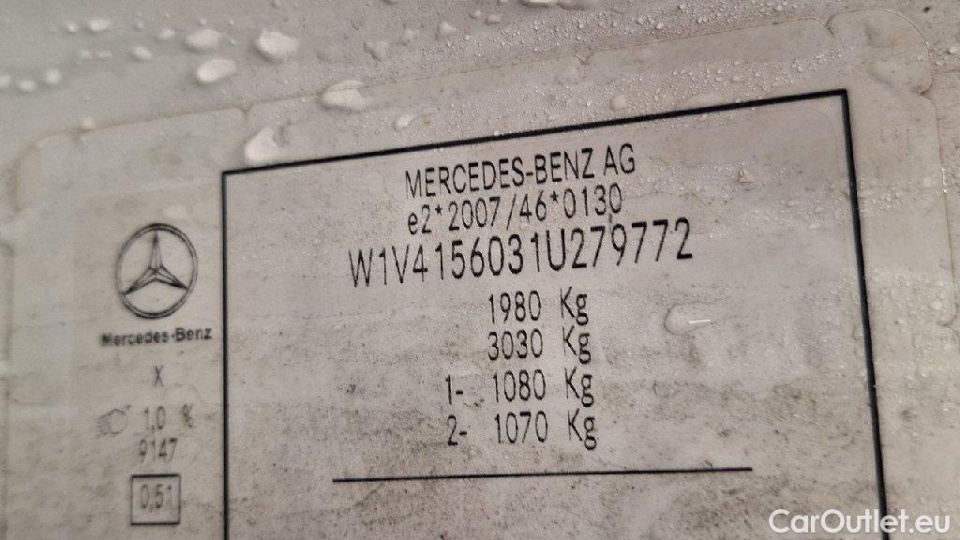 MERCEDES-BENZ AG
e2*2007/46*0130
W1V4156031U279772
1980 Kg
3030 Kg
1- 1080 Kg
2- 1070 Kg
Mercedes-Benz
X
1,0 %
9147
0,51
CarOutlet.eu